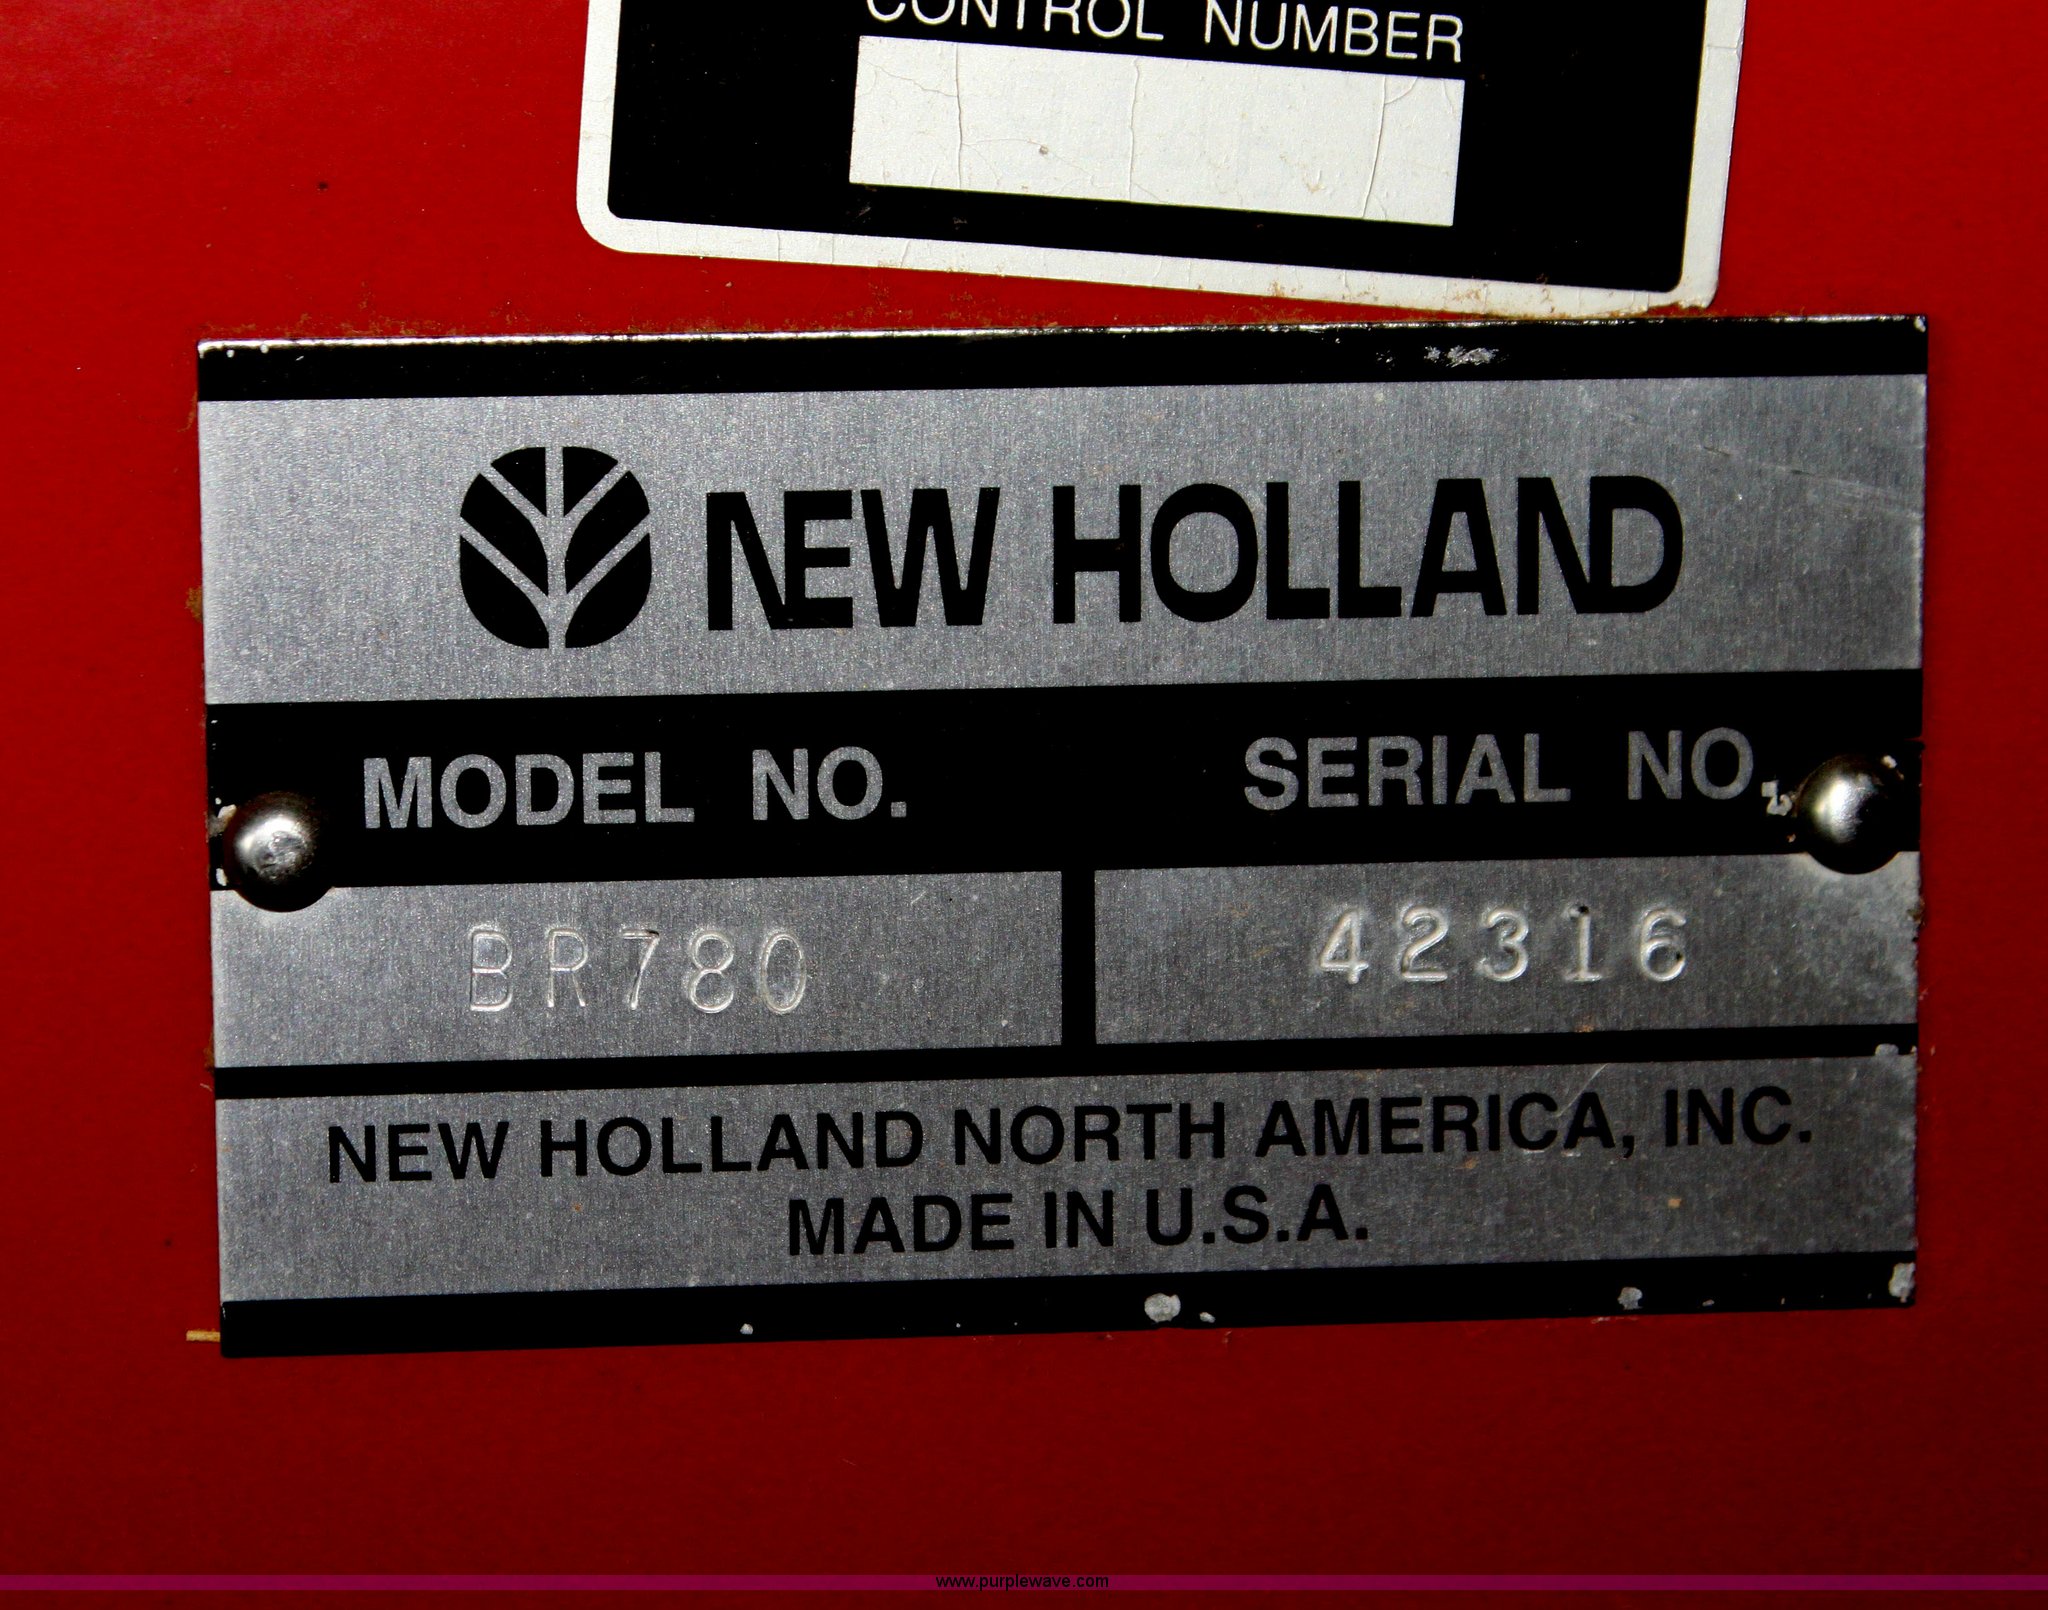 CONTROL NUMBER
NEW HOLLAND
MODEL NO. SERIAL NO.
BR780 42316
NEW HOLLAND NORTH AMERICA, INC.
MADE IN U.S.A.
www.purplewave.com